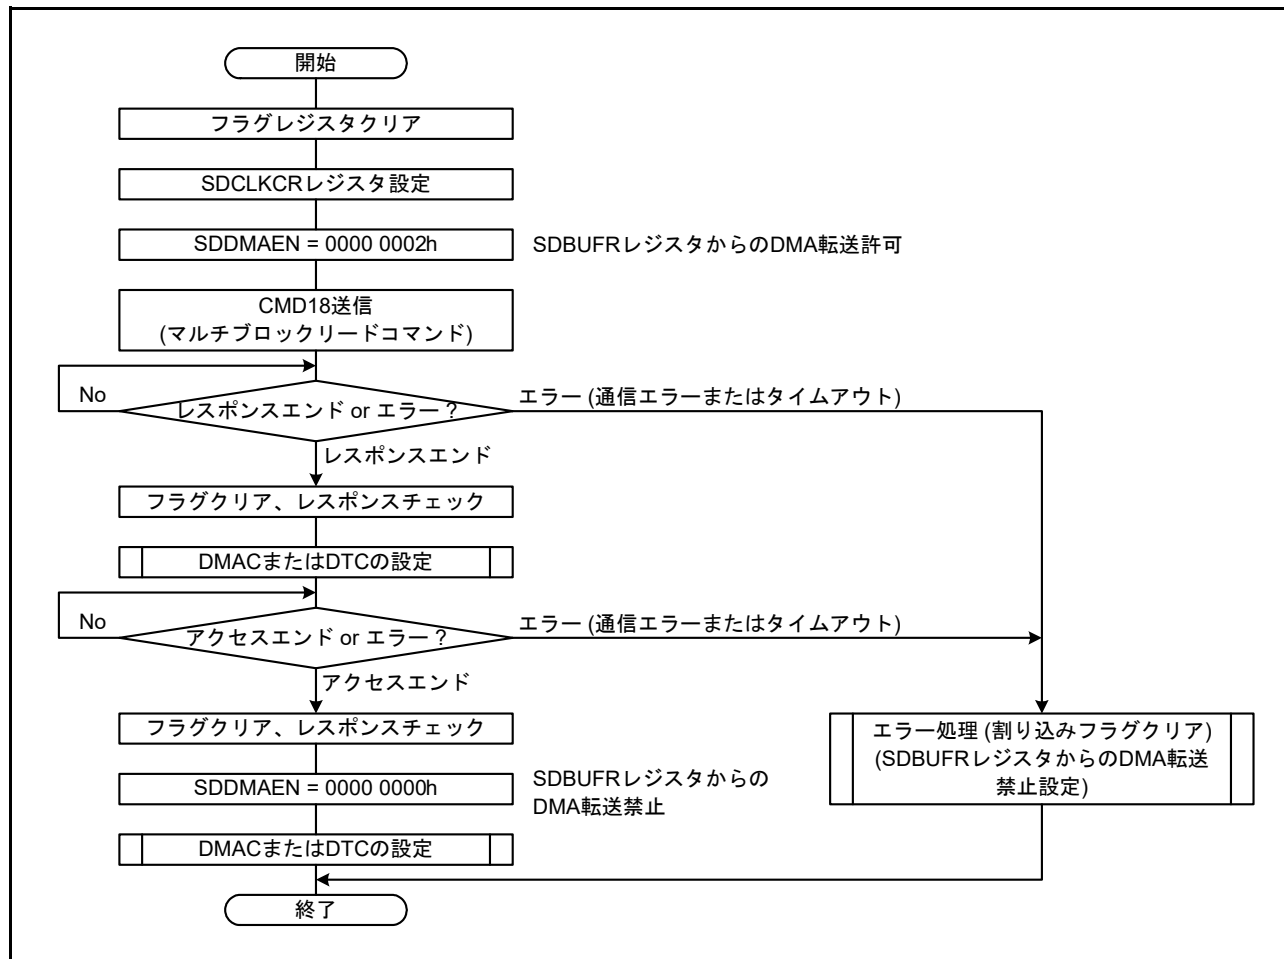 開始
フラグレジスタクリア
SDCLKCRレジスタ設定
SDDMAEN = 0000 0002h
SDBUFRレジスタからのDMA転送許可
CMD18送信
(マルチブロックリードコマンド)
No
レスポンスエンド or エラー ?
エラー (通信エラーまたはタイムアウト)
レスポンスエンド
フラグクリア、レスポンスチェック
DMACまたはDTCの設定
No
アクセスエンド or エラー ?
エラー (通信エラーまたはタイムアウト)
アクセスエンド
フラグクリア、レスポンスチェック
エラー処理 (割り込みフラグクリア)
(SDBUFRレジスタからのDMA転送
禁止設定)
SDDMAEN = 0000 0000h
SDBUFRレジスタからの
DMA転送禁止
DMACまたはDTCの設定
終了